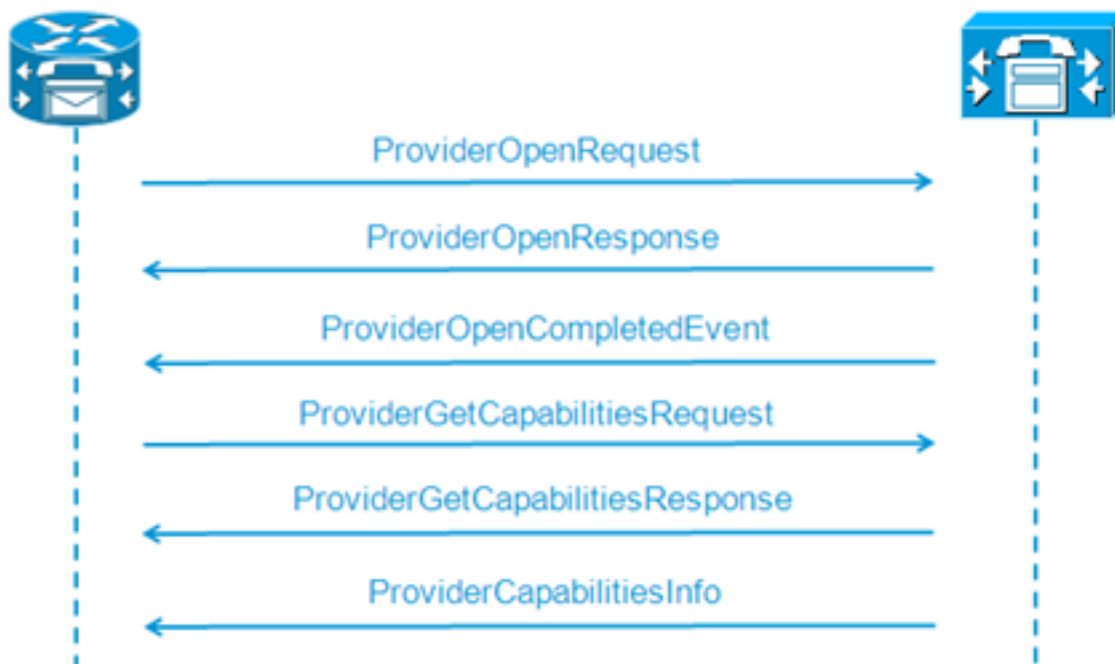 ProviderOpenRequest
ProviderOpenResponse
ProviderOpenCompletedEvent
ProviderGetCapabilitiesRequest
ProviderGetCapabilitiesResponse
ProviderCapabilitiesInfo